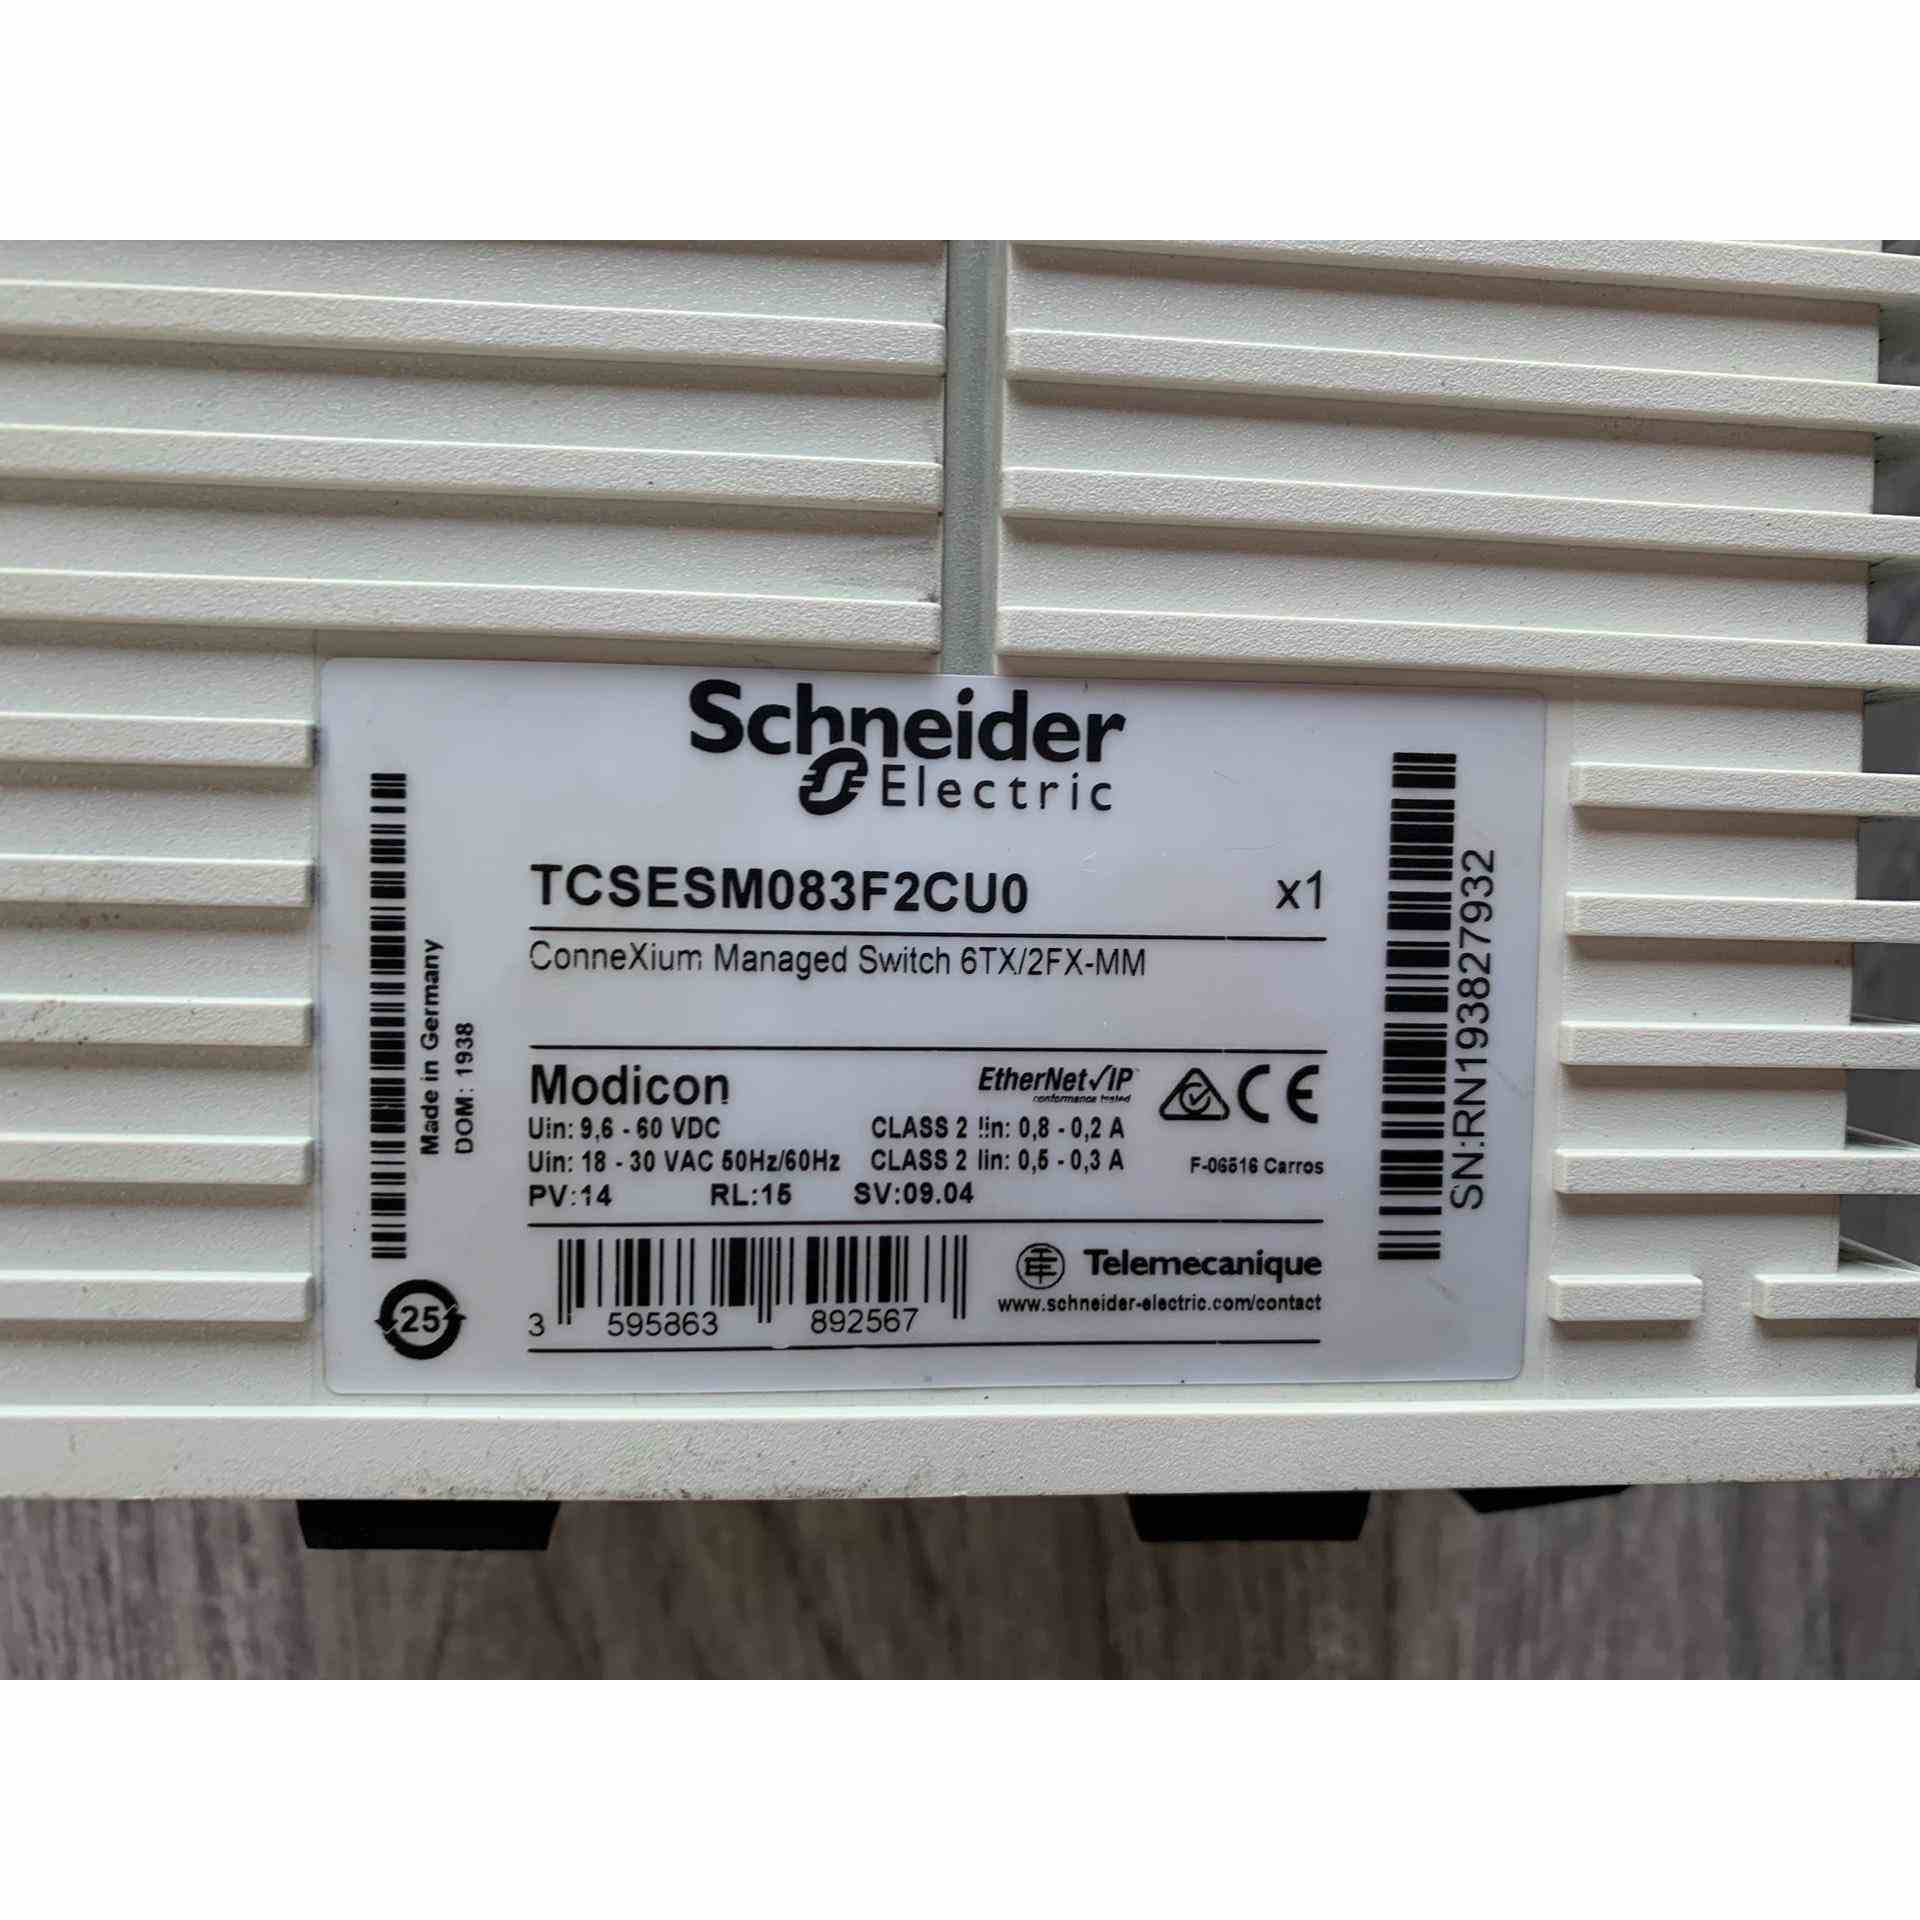 Schneider
Electric
TCSESM083F2CU0 x1
ConneXium Managed Switch 6TX/2FX-MM
Modicon EtherNet/IP
conformance tested
CE
Uin: 9,6 - 60 VDC CLASS 2 Iin: 0,8 - 0,2 A
Uin: 18 - 30 VAC 50Hz/60Hz CLASS 2 Iin: 0,5 - 0,3 A F-06516 Carros
PV:14 RL:15 SV:09.04
3 595863 892567
Telemecanique
www.schneider-electric.com/contact
Made in Germany
DOM: 1938
25
SN:RN193827932